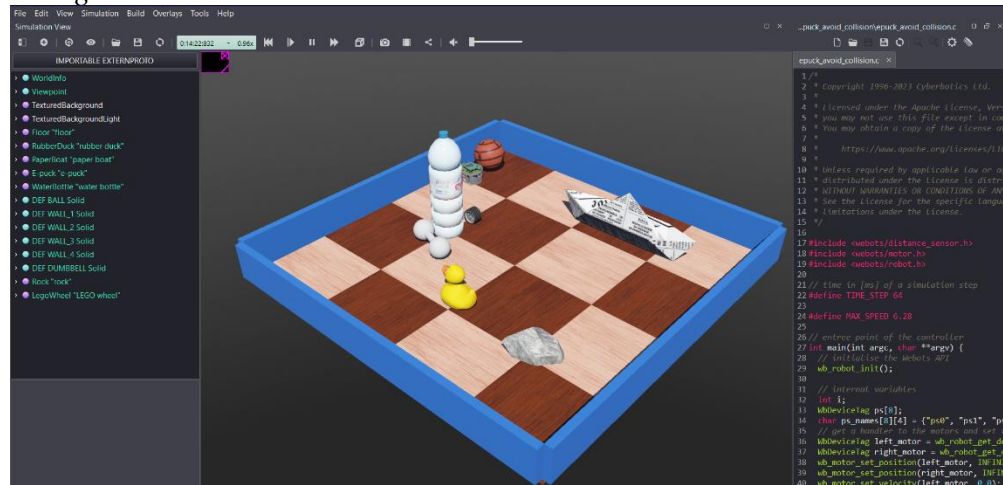 File Edit View Simulation Build Overlays Tools Help
Simulation View
...puck_avoid_collision\epuck_avoid_collision.c
0:14:22:832 - 0.96x
IMPORTABLE EXTERNPROTO
epuck_avoid_collision.c ×
WorldInfo
Viewpoint
TexturedBackground
TexturedBackgroundLight
Floor "floor"
RubberDuck "rubber duck"
PaperBoat "paper boat"
E-puck "e-puck"
WaterBottle "water bottle"
DEF BALL Solid
DEF WALL_1 Solid
DEF WALL_2 Solid
DEF WALL_3 Solid
DEF WALL_4 Solid
DEF DUMBBELL Solid
Rock "rock"
LegoWheel "LEGO wheel"
1 /*
2 * Copyright 1996-2023 Cyberbotics Ltd.
3 *
4 * Licensed under the Apache License, Ver
5 * you may not use this file except in co
6 * You may obtain a copy of the License a
7 *
8 * https://www.apache.org/licenses/LI
9 *
10 * Unless required by applicable law or a
11 * distributed under the License is distr
12 * WITHOUT WARRANTIES OR CONDITIONS OF AN
13 * See the License for the specific langu
14 * limitations under the License.
15 */
16
17 #include <webots/distance_sensor.h>
18 #include <webots/motor.h>
19 #include <webots/robot.h>
20
21 // time in [ms] of a simulation step
22 #define TIME_STEP 64
23
24 #define MAX_SPEED 6.28
25
26 // entree point of the controller
27 int main(int argc, char **argv) {
28 // initialise the Webots API
29 wb_robot_init();
30
31 // internal variables
32 int i;
33 WbDeviceTag ps[8];
34 char ps_names[8][4] = {"ps0", "ps1", "ps
35 // get a handler to the motors and set
36 WbDeviceTag left_motor = wb_robot_get_de
37 WbDeviceTag right_motor = wb_robot_get_
38 wb_motor_set_position(left_motor, INFIN
39 wb_motor_set_position(right_motor, INFI
40 wb_motor_set_velocity(left_motor, 0.0);